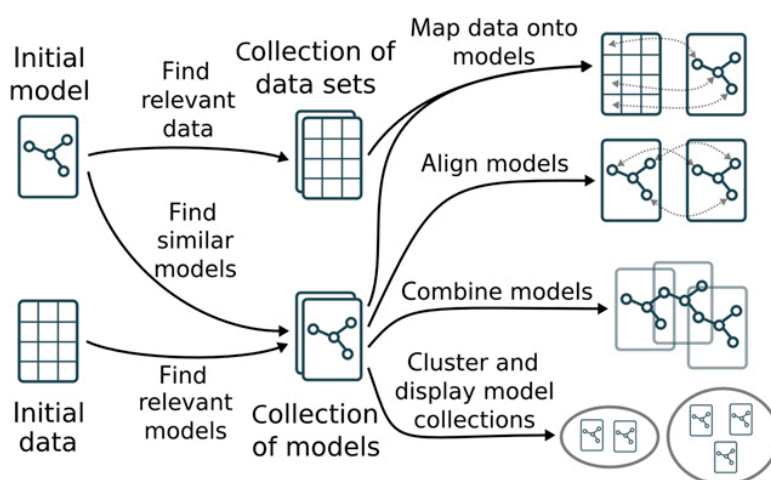 Initial
model
Find
relevant
data
Collection of
data sets
Map data onto
models
Align models
Find
similar
models
Combine models
Initial
data
Find
relevant
models
Collection
of models
Cluster and
display model
collections